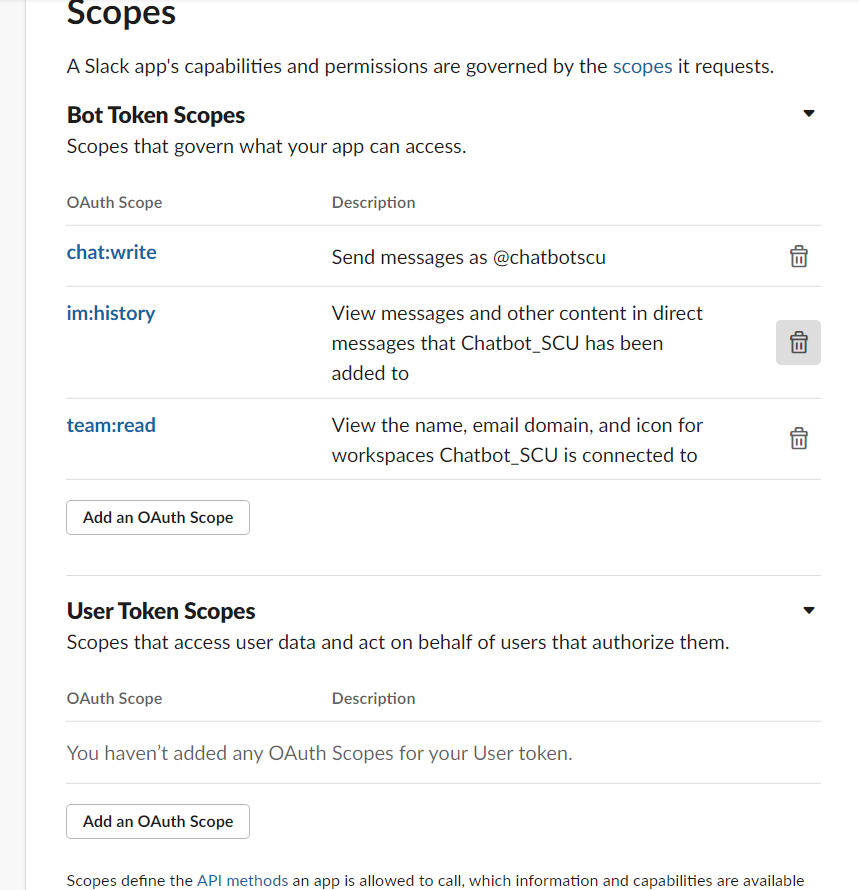 Scopes
A Slack app's capabilities and permissions are governed by the scopes it requests.
Bot Token Scopes
Scopes that govern what your app can access.
OAuth Scope Description
chat:write Send messages as @chatbotscu
im:history View messages and other content in direct
messages that Chatbot_SCU has been
added to
team:read View the name, email domain, and icon for
workspaces Chatbot_SCU is connected to
Add an OAuth Scope
User Token Scopes
Scopes that access user data and act on behalf of users that authorize them.
OAuth Scope Description
You haven’t added any OAuth Scopes for your User token.
Add an OAuth Scope
Scopes define the API methods an app is allowed to call, which information and capabilities are available